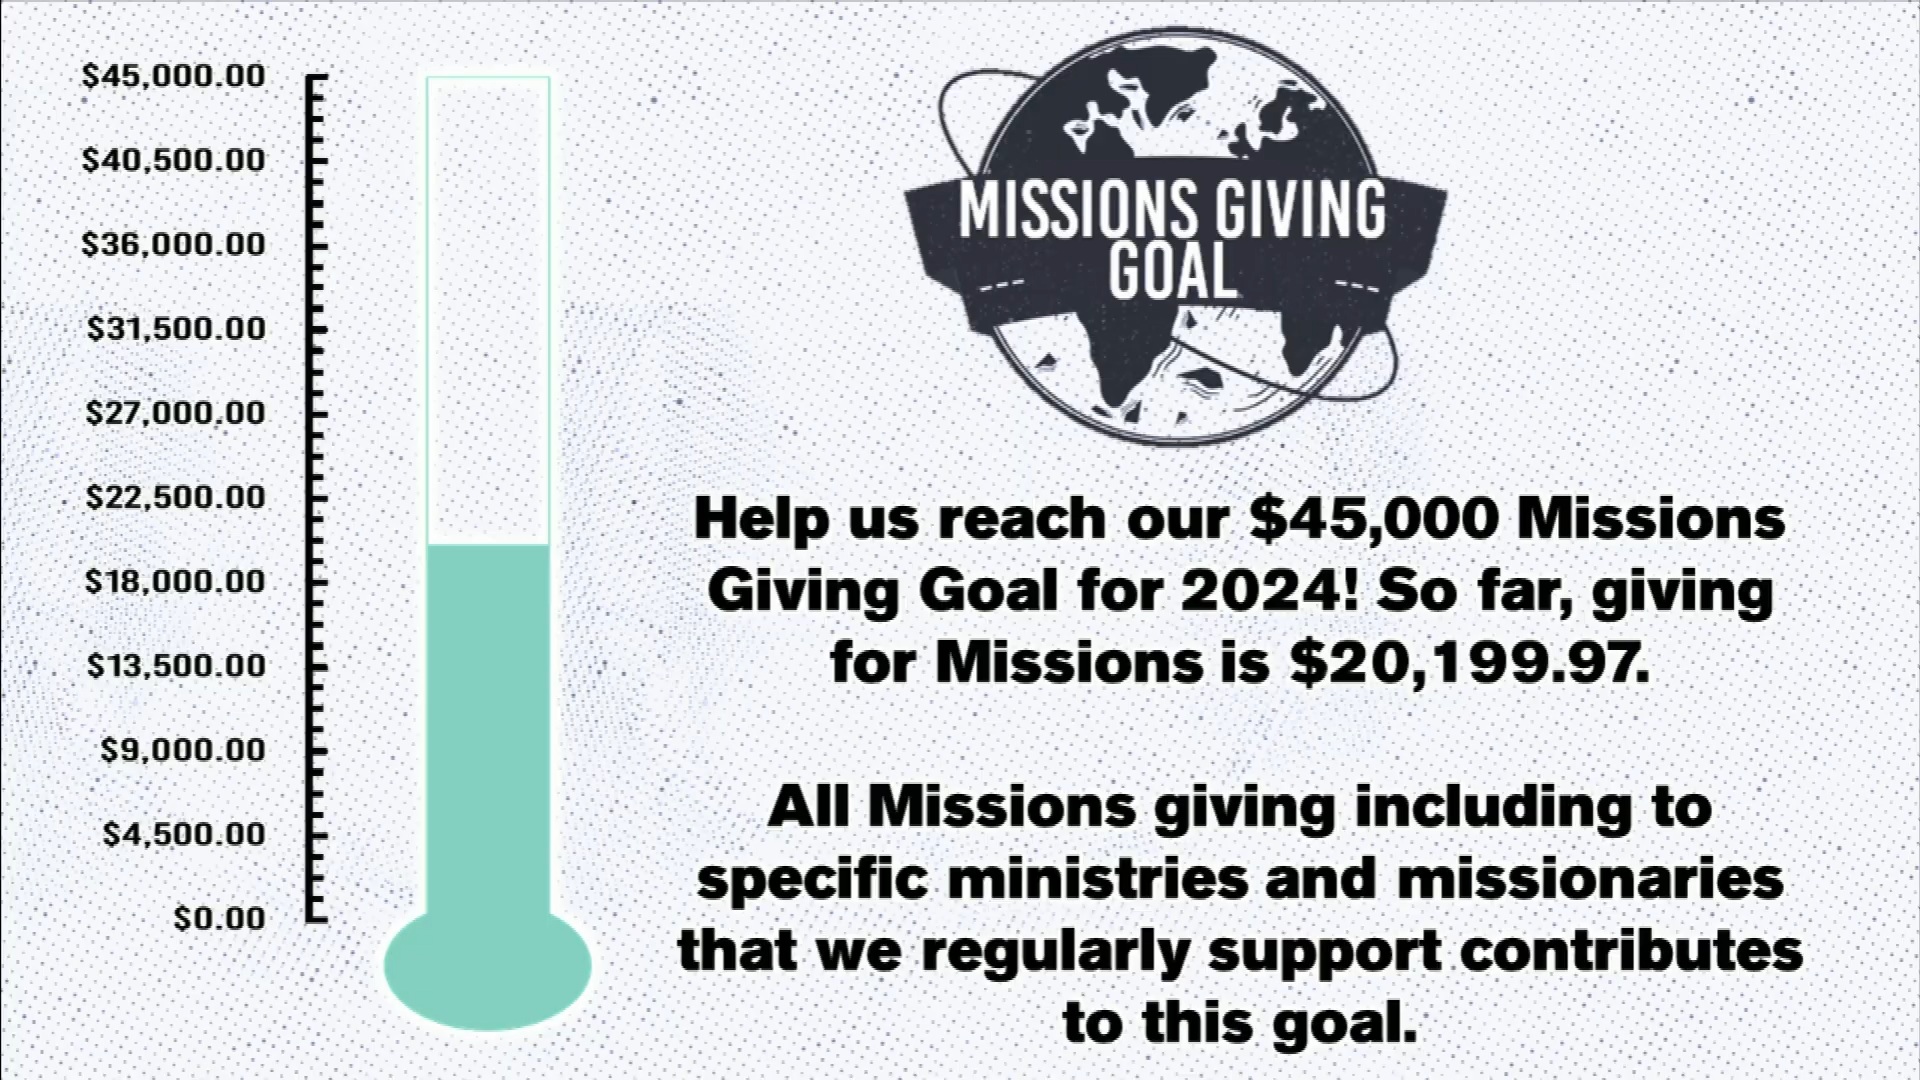 $45,000.00
$40,500.00
$36,000.00
$31,500.00
$27,000.00
$22,500.00
$18,000.00
$13,500.00
$9,000.00
$4,500.00
$0.00
MISSIONS GIVING
GOAL
Help us reach our $45,000 Missions
Giving Goal for 2024! So far, giving
for Missions is $20,199.97.
All Missions giving including to
specific ministries and missionaries
that we regularly support contributes
to this goal.